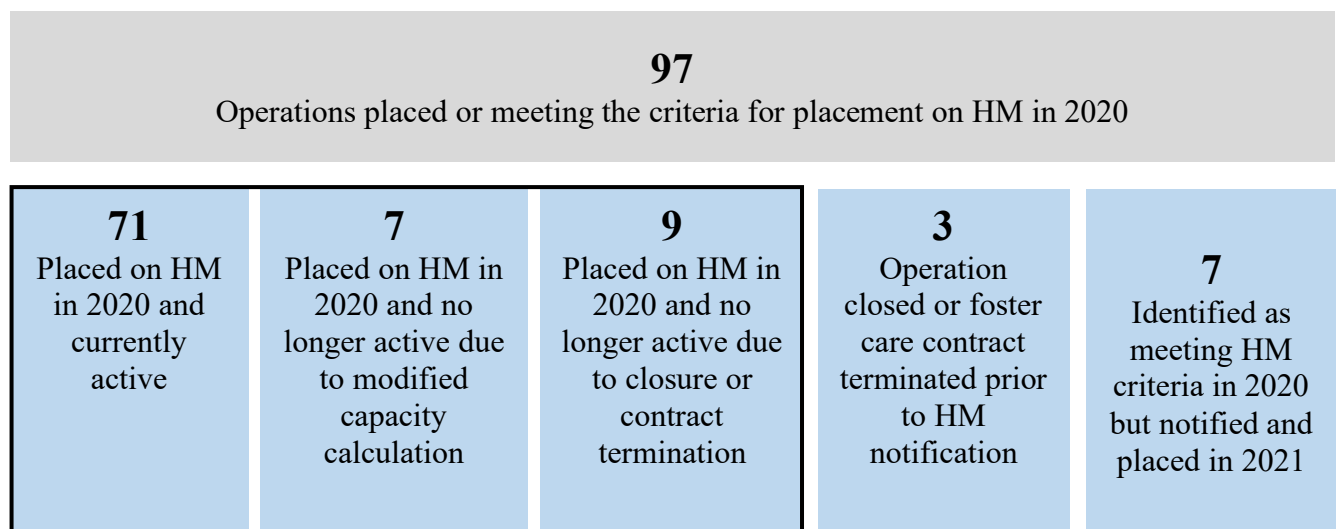 97
Operations placed or meeting the criteria for placement on HM in 2020
71
Placed on HM
in 2020 and
currently
active
7
Placed on HM in
2020 and no
longer active due
to modified
capacity
calculation
9
Placed on HM in
2020 and no
longer active due
to closure or
contract
termination
3
Operation
closed or foster
care contract
terminated prior
to HM
notification
7
Identified as
meeting HM
criteria in 2020
but notified and
placed in 2021